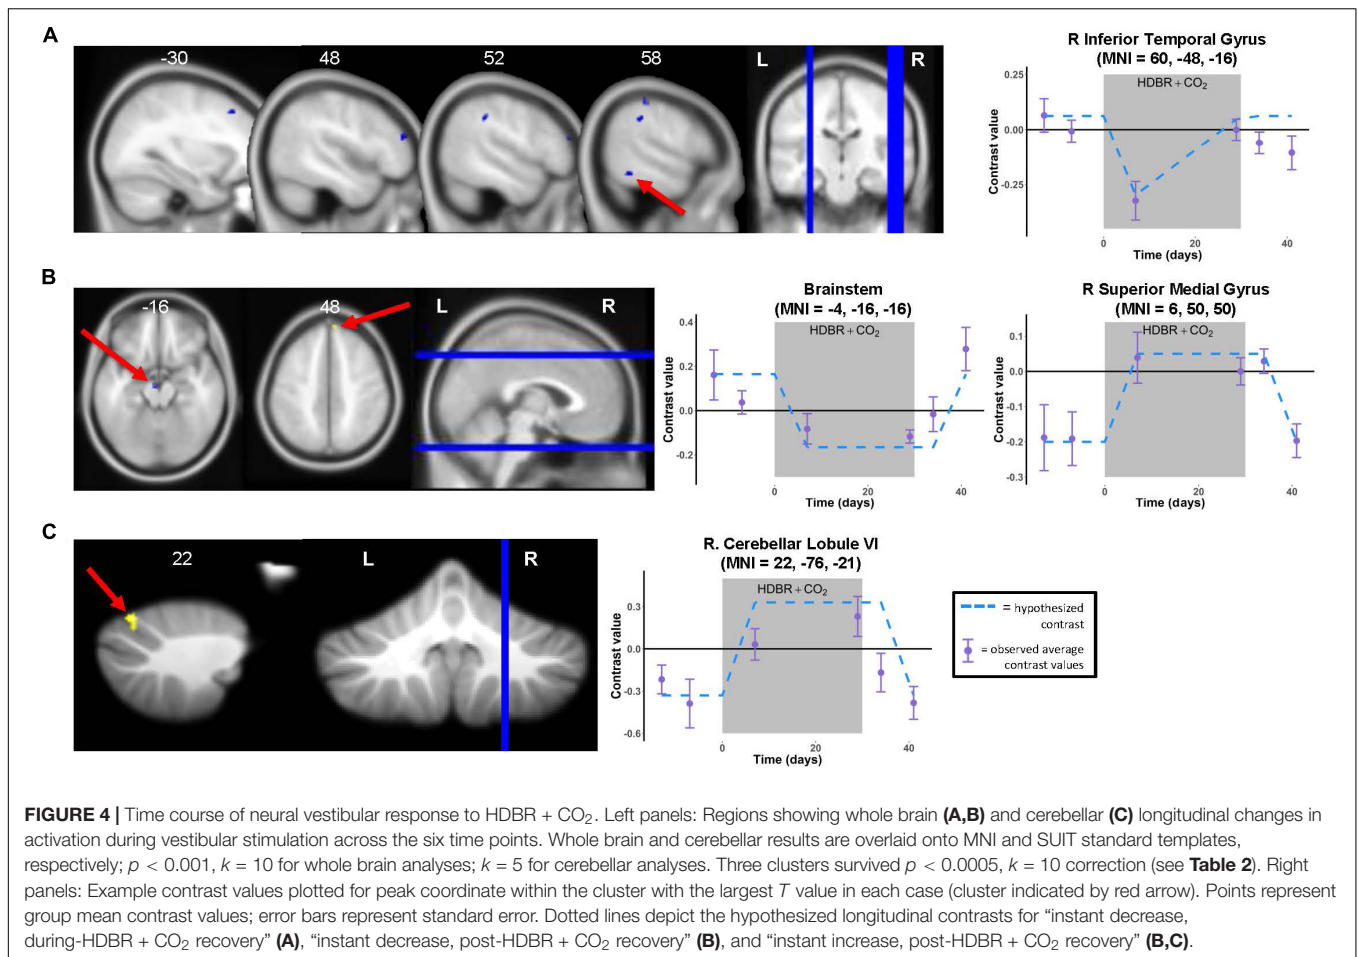 A
-30
48
52
58
L
R
R Inferior Temporal Gyrus
(MNI = 60, -48, -16)
HDBR + CO2
0.25
0.00
-0.25
Contrast value
0
20
40
Time (days)
B
-16
48
L
R
Brainstem
(MNI = -4, -16, -16)
HDBR + CO2
0.4
0.2
0.0
-0.2
Contrast value
0
20
40
Time (days)
R Superior Medial Gyrus
(MNI = 6, 50, 50)
HDBR + CO2
0.1
0.0
-0.1
-0.2
-0.3
Contrast value
0
20
40
Time (days)
C
22
L
R
R. Cerebellar Lobule VI
(MNI = 22, -76, -21)
HDBR + CO2
0.3
0.0
-0.3
-0.6
Contrast value
0
20
40
Time (days)
= hypothesized
contrast
= observed average
contrast values
FIGURE 4 | Time course of neural vestibular response to HDBR + CO2. Left panels: Regions showing whole brain (A,B) and cerebellar (C) longitudinal changes in
activation during vestibular stimulation across the six time points. Whole brain and cerebellar results are overlaid onto MNI and SUIT standard templates,
respectively; p < 0.001, k = 10 for whole brain analyses; k = 5 for cerebellar analyses. Three clusters survived p < 0.0005, k = 10 correction (see Table 2). Right
panels: Example contrast values plotted for peak coordinate within the cluster with the largest T value in each case (cluster indicated by red arrow). Points represent
group mean contrast values; error bars represent standard error. Dotted lines depict the hypothesized longitudinal contrasts for “instant decrease,
during-HDBR + CO2 recovery” (A), “instant decrease, post-HDBR + CO2 recovery” (B), and “instant increase, post-HDBR + CO2 recovery” (B,C).